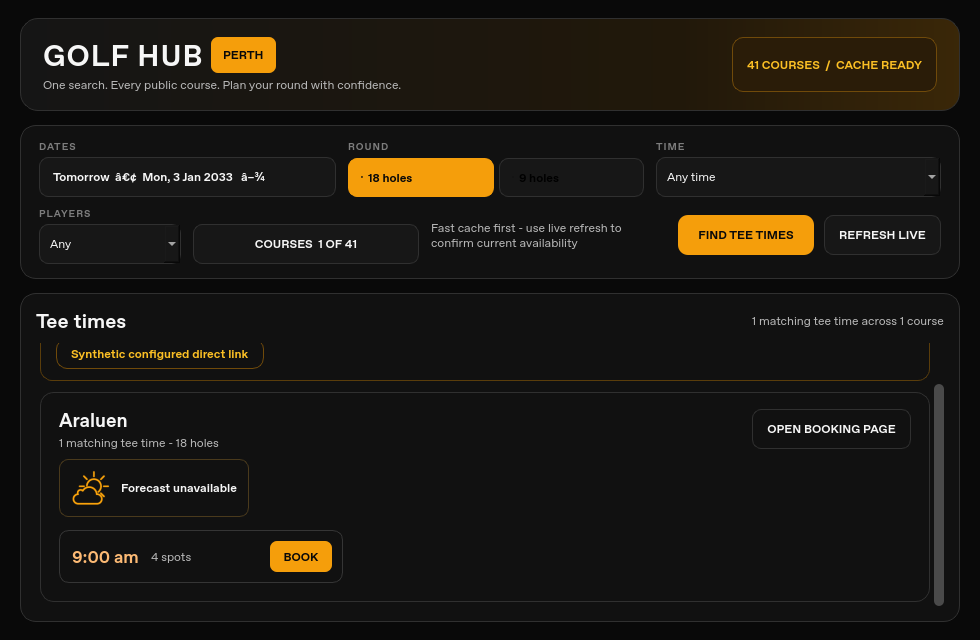 GOLF HUB PERTH
One search. Every public course. Plan your round with confidence.
41 COURSES / CACHE READY
DATES
Tomorrow â€¢ Mon, 3 Jan 2033 â–¾
ROUND
· 18 holes
9 holes
TIME
Any time
PLAYERS
Any
COURSES 1 OF 41
Fast cache first - use live refresh to
confirm current availability
FIND TEE TIMES
REFRESH LIVE
Tee times
1 matching tee time across 1 course
Synthetic configured direct link
Araluen
1 matching tee time - 18 holes
OPEN BOOKING PAGE
Forecast unavailable
9:00 am 4 spots BOOK